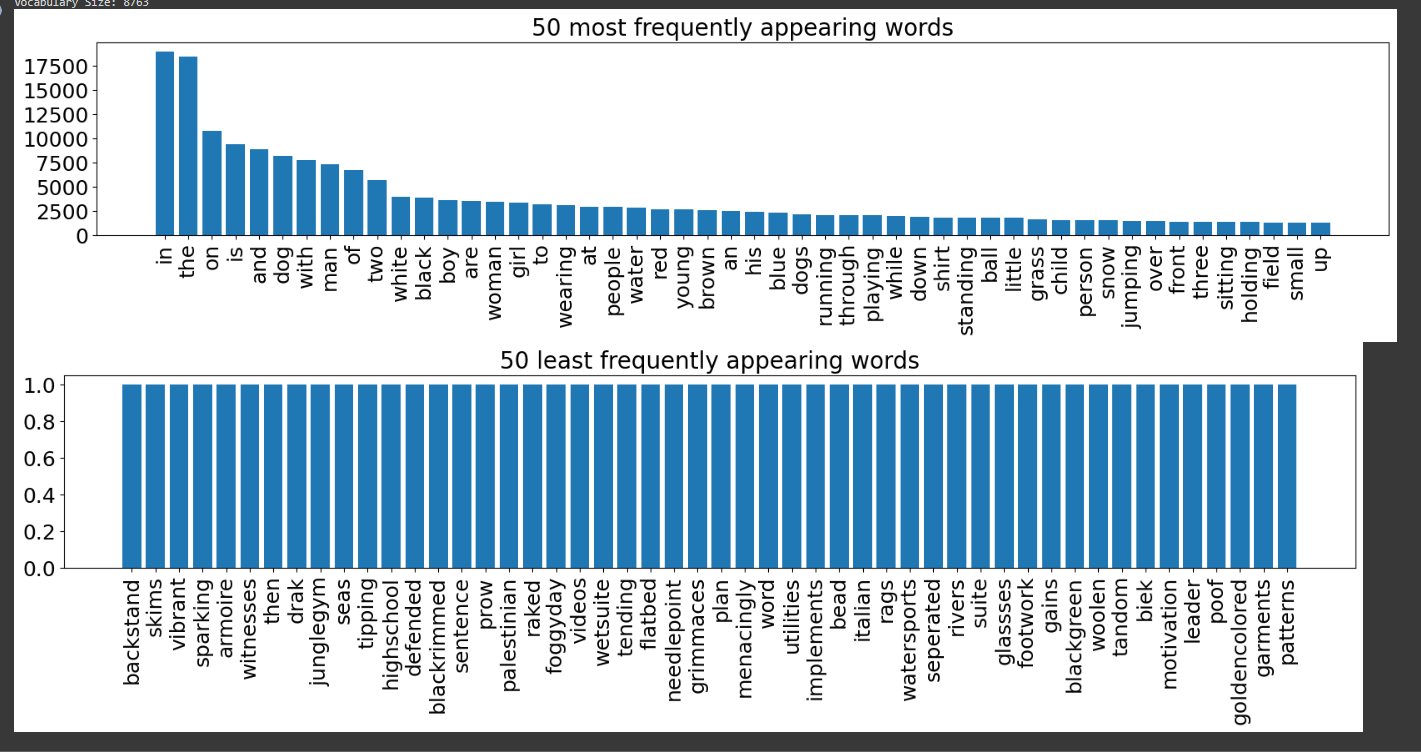 Vocabulary Size: 8763
50 most frequently appearing words
17500
15000
12500
10000
7500
5000
2500
0
in the on is and dog with man of two white black boy are woman girl to wearing at people water red young brown an his blue dogs running through playing while down shirt standing ball little grass child person snow jumping over front three sitting holding field small up
50 least frequently appearing words
1.0
0.8
0.6
0.4
0.2
0.0
backstand skims vibrant sparking armoire witnesses then drak junglegym seas tipping highschool defended blackrimmed sentence prow palestinian raked foggyday videos wetsuite tending flatbed needlepoint grimmaces plan menacingly word utilities implements bead italian rags watersports seperated rivers suite glassses footwork gains blackgreen woolen tandom biek motivation leader poof goldencolored garments patterns